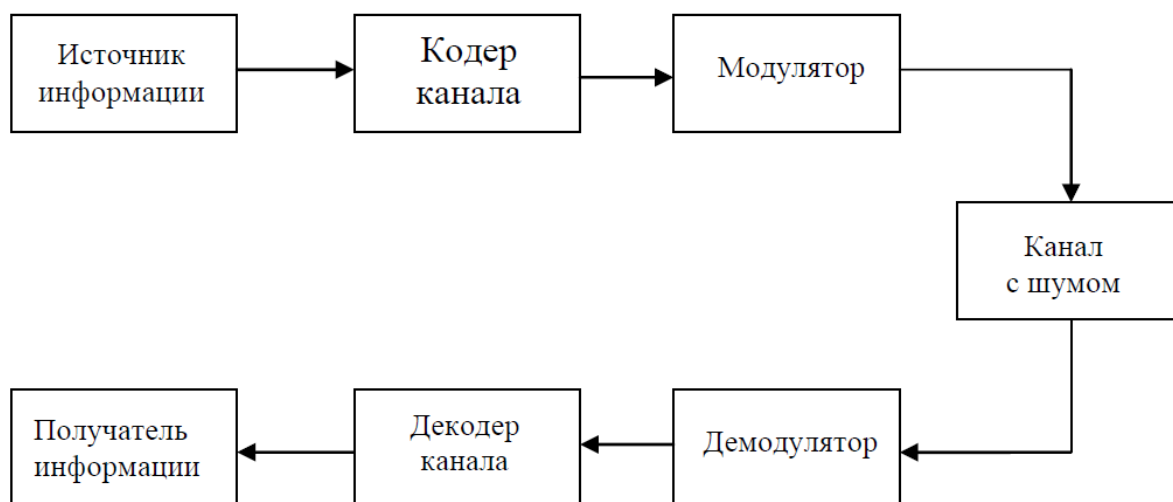 Источник
информации
Кодер
канала
Модулятор
Канал
с шумом
Демодулятор
Декодер
канала
Получатель
информации